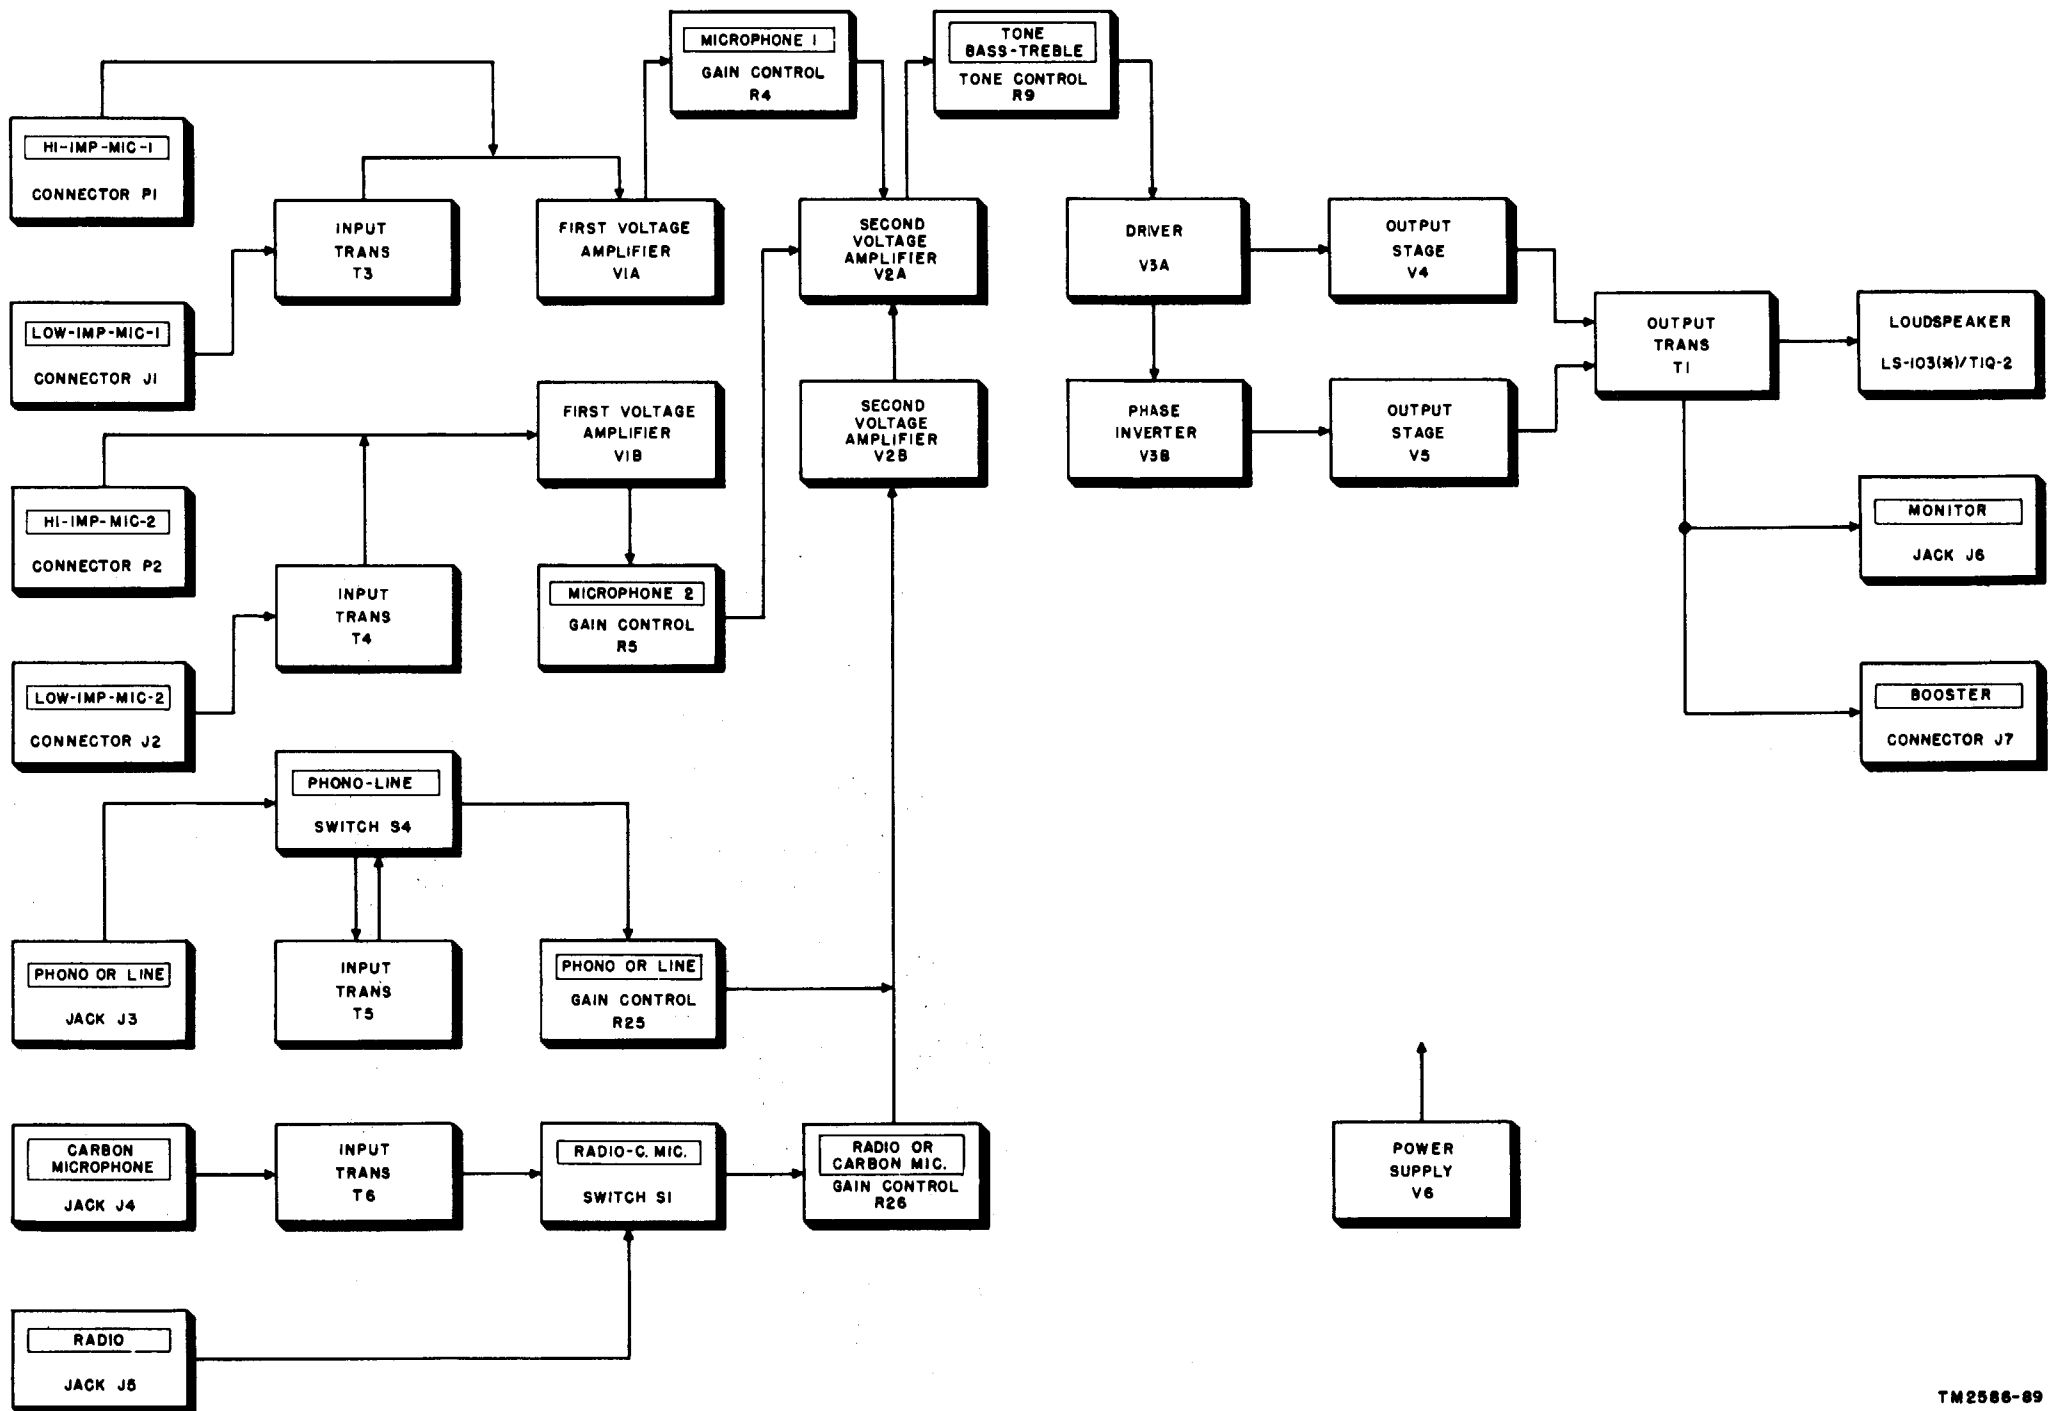 MICROPHONE 1
GAIN CONTROL
R4
TONE
BASS-TREBLE
TONE CONTROL
R9
HI-IMP-MIC-1
CONNECTOR P1
INPUT
TRANS
T3
FIRST VOLTAGE
AMPLIFIER
V1A
SECOND
VOLTAGE
AMPLIFIER
V2A
DRIVER
V3A
OUTPUT
STAGE
V4
LOW-IMP-MIC-1
CONNECTOR J1
OUTPUT
TRANS
T1
LOUDSPEAKER
LS-103(*)/TIQ-2
FIRST VOLTAGE
AMPLIFIER
V1B
SECOND
VOLTAGE
AMPLIFIER
V2B
PHASE
INVERTER
V3B
OUTPUT
STAGE
V5
HI-IMP-MIC-2
CONNECTOR P2
MONITOR
JACK J6
INPUT
TRANS
T4
MICROPHONE 2
GAIN CONTROL
R5
LOW-IMP-MIC-2
CONNECTOR J2
BOOSTER
CONNECTOR J7
PHONO-LINE
SWITCH S4
PHONO OR LINE
JACK J3
INPUT
TRANS
T5
PHONO OR LINE
GAIN CONTROL
R25
CARBON
MICROPHONE
JACK J4
INPUT
TRANS
T6
RADIO-C. MIC.
SWITCH S1
RADIO OR
CARBON MIC.
GAIN CONTROL
R26
POWER
SUPPLY
V6
RADIO
JACK J5
TM2586-89